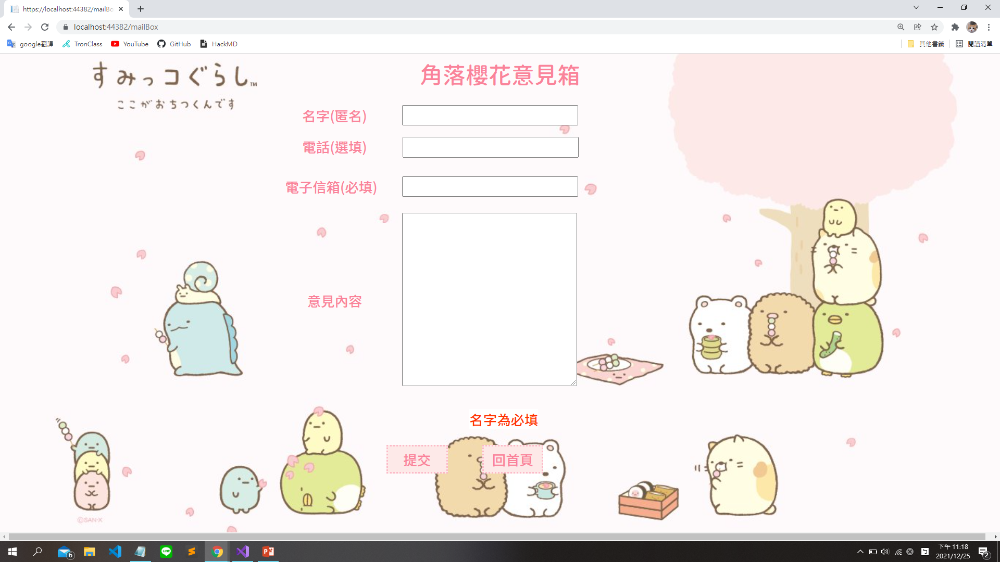 https://localhost:44382/mailBo
localhost:44382/mailBox
google翻譯
TronClass
YouTube
GitHub
HackMD
其他書籤
閱讀清單
すみっコぐらし™
ここがおちつくんです
角落櫻花意見箱
名字(匿名)
電話(選填)
電子信箱(必填)
意見內容
名字為必填
提交
回首頁
©SAN-X
6
LINE
下午 11:18
2021/12/25
2